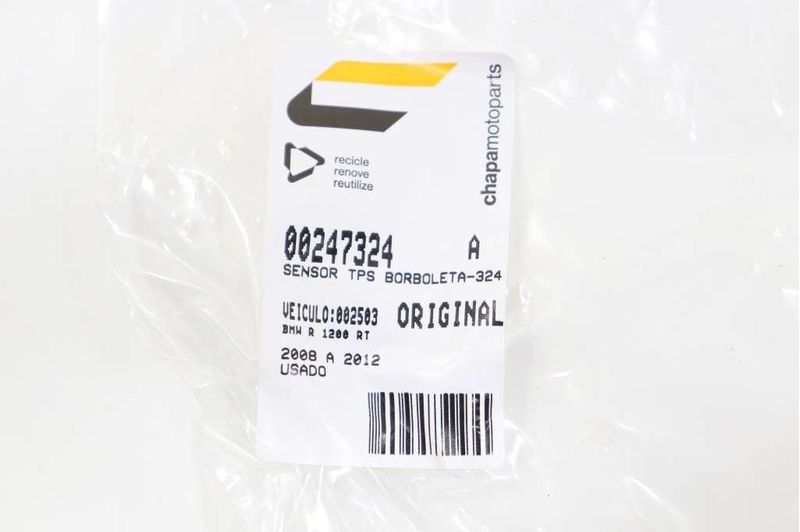 chapamotoparts
recicle
renove
reutilize
00247324 A
SENSOR TPS BORBOLETA-324
VEICULO:002503 ORIGINAL
BMW R 1200 RT
2008 A 2012
USADO